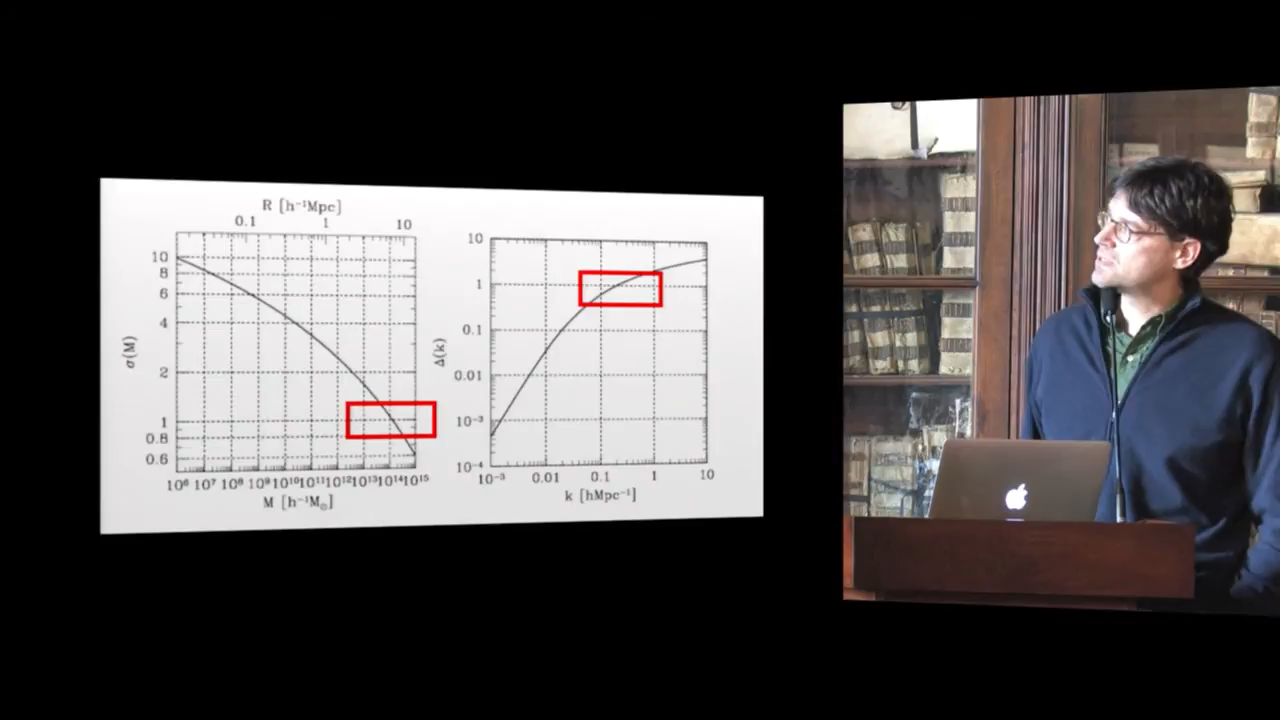 R [h⁻¹Mpc]
0.1 1 10
10
8
6
4
2
1
0.8
0.6
σ(M)
10⁶ 10⁷ 10⁸ 10⁹ 10¹⁰ 10¹¹ 10¹² 10¹³ 10¹⁴ 10¹⁵
M [h⁻¹M⊙]
10
1
0.1
0.01
10⁻³
10⁻⁴
Δ(k)
10⁻³ 0.01 0.1 1 10
k [hMpc⁻¹]